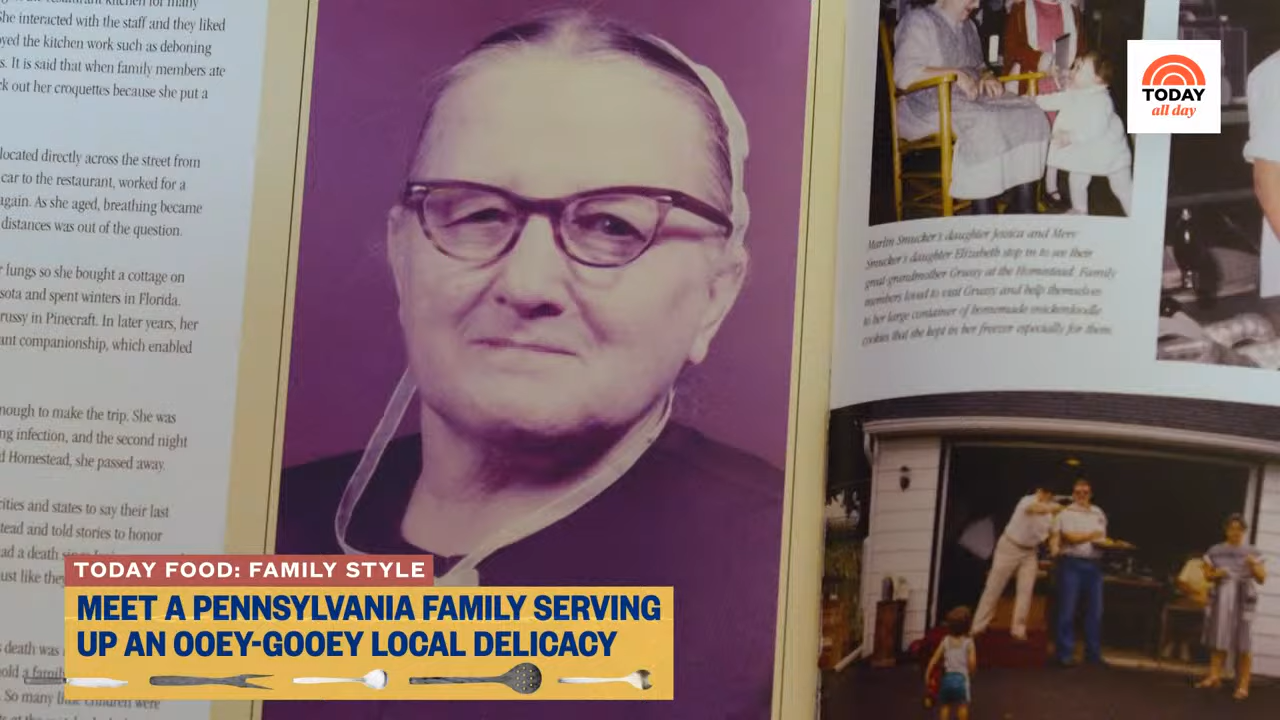 he interacted with the staff and they liked
yed the kitchen work such as deboning
s. It is said that when family members ate
k out her croquettes because she put a
located directly across the street from
car to the restaurant, worked for a
again. As she aged, breathing became
distances was out of the question.
r lungs so she bought a cottage on
sota and spent winters in Florida.
russy in Pinecraft. In later years, her
ant companionship, which enabled
nough to make the trip. She was
ng infection, and the second night
d Homestead, she passed away.
ities and states to say their last
tead and told stories to honor
ad a death
ust like they
death was
old a family
So many little children were
TODAY
all day
Marlin Smucker's daughter Jessica and Merv
Smucker's daughter Elizabeth stop in to see their
great-grandmother Grussy at the Homestead. Family
members loved to visit Grussy and help themselves
to her large container of homemade snickerdoodle
cookies that she kept in her freezer especially for them.
TODAY FOOD: FAMILY STYLE
MEET A PENNSYLVANIA FAMILY SERVING
UP AN OOEY-GOOEY LOCAL DELICACY